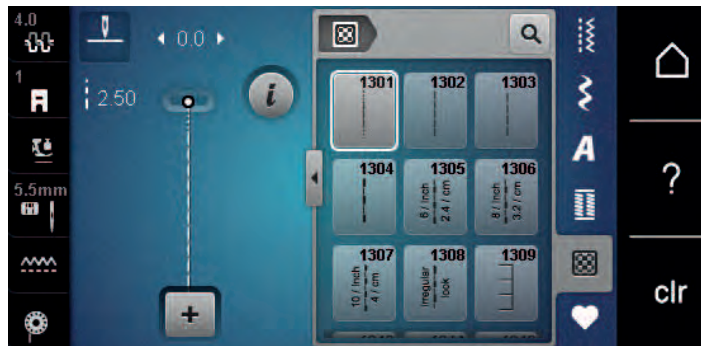 4.0
0.0
1
2.50
i
5.5mm
1301 1302 1303
1304 1305 1306
6 / Inch
2.4 / cm
8 / Inch
3.2 / cm
1307 1308 1309
10 / Inch
4 / cm
Irregular
look
A
?
clr